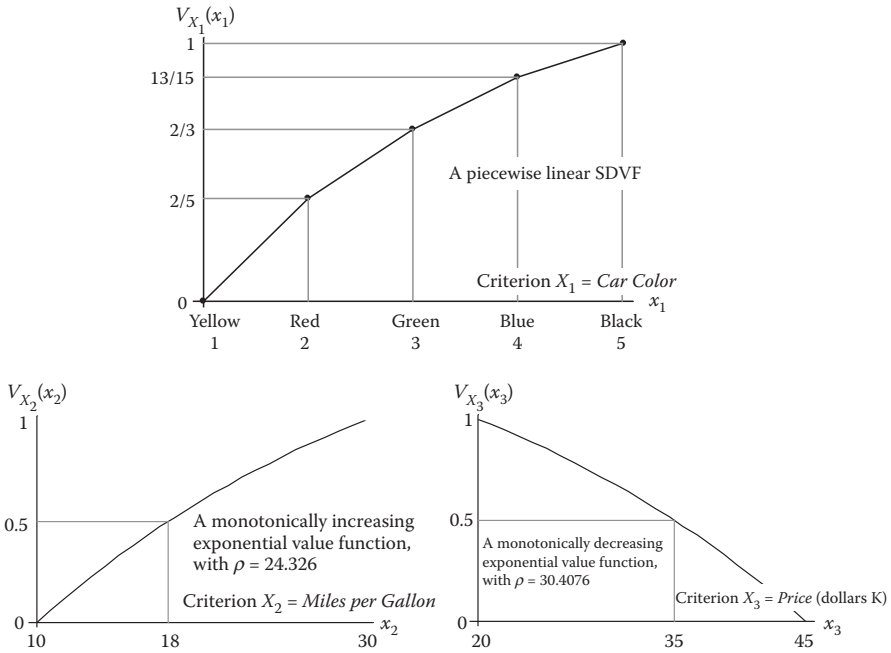 V_{X_1}(x_1)
1
13/15
2/3
2/5
0
A piecewise linear SDVF
Criterion X_1 = Car Color
x_1
Yellow Red Green Blue Black
1 2 3 4 5
V_{X_2}(x_2)
1
0.5
0
A monotonically increasing
exponential value function,
with ρ = 24.326
Criterion X_2 = Miles per Gallon
x_2
10 18 30
V_{X_3}(x_3)
1
0.5
0
A monotonically decreasing
exponential value function,
with ρ = 30.4076
Criterion X_3 = Price (dollars K)
x_3
20 35 45